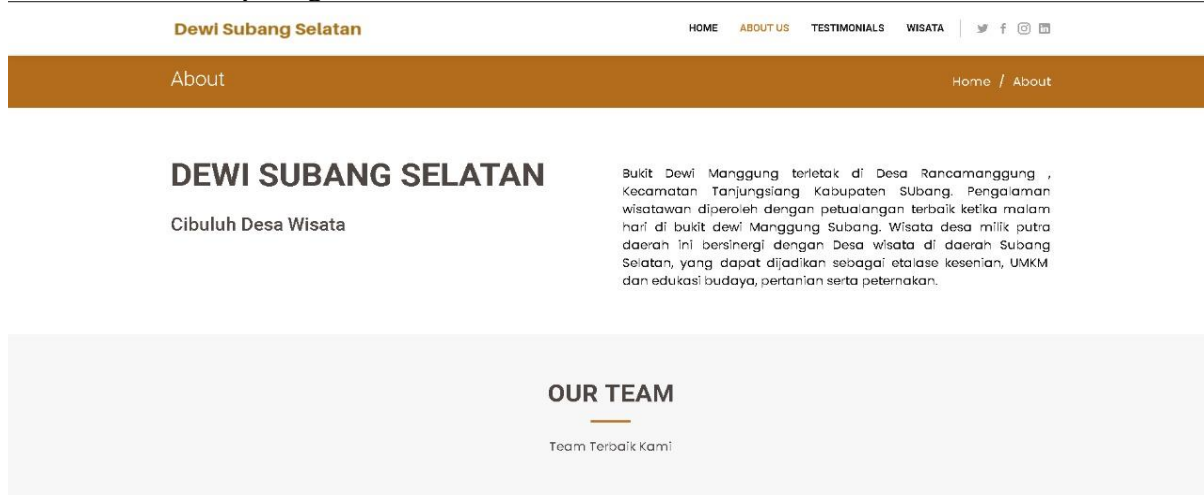 Dewi Subang Selatan
HOME ABOUT US TESTIMONIALS WISATA
About
Home / About
DEWI SUBANG SELATAN
Cibuluh Desa Wisata
Bukit Dewi Manggung terletak di Desa Rancamanggung ,
Kecamatan Tanjungsiang Kabupaten SUbang. Pengalaman
wisatawan diperoleh dengan petualangan terbaik ketika malam
hari di bukit dewi Manggung Subang. Wisata desa milik putra
daerah ini bersinergi dengan Desa wisata di daerah Subang
Selatan, yang dapat dijadikan sebagai etalase kesenian, UMKM
dan edukasi budaya, pertanian serta peternakan.
OUR TEAM
Team Terbaik Kami